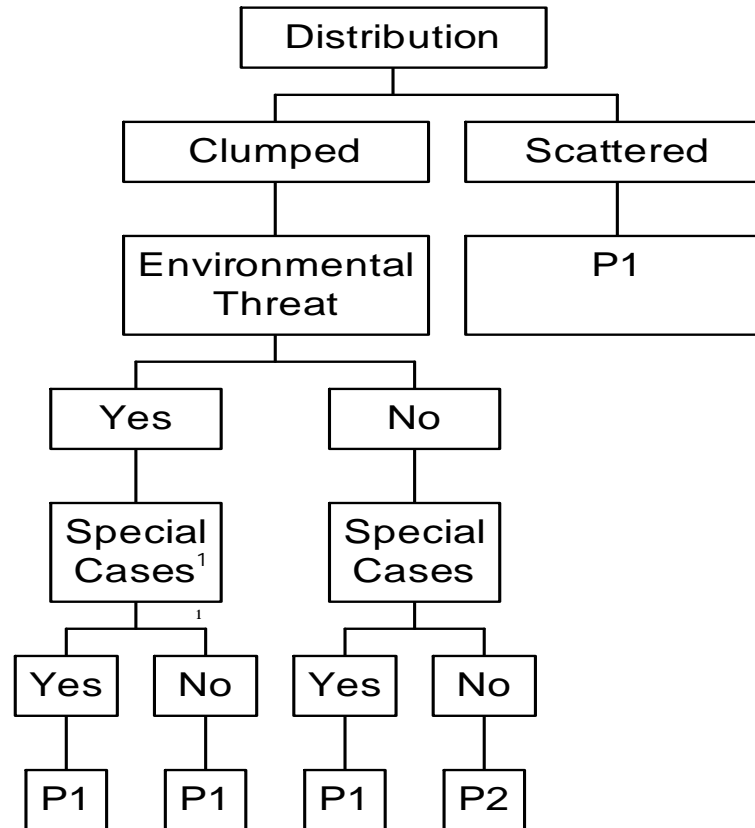 Distribution
Clumped
Scattered
Environmental
Threat
P1
Yes
No
Special
Cases¹
Special
Cases
1
Yes
No
Yes
No
P1
P1
P1
P2